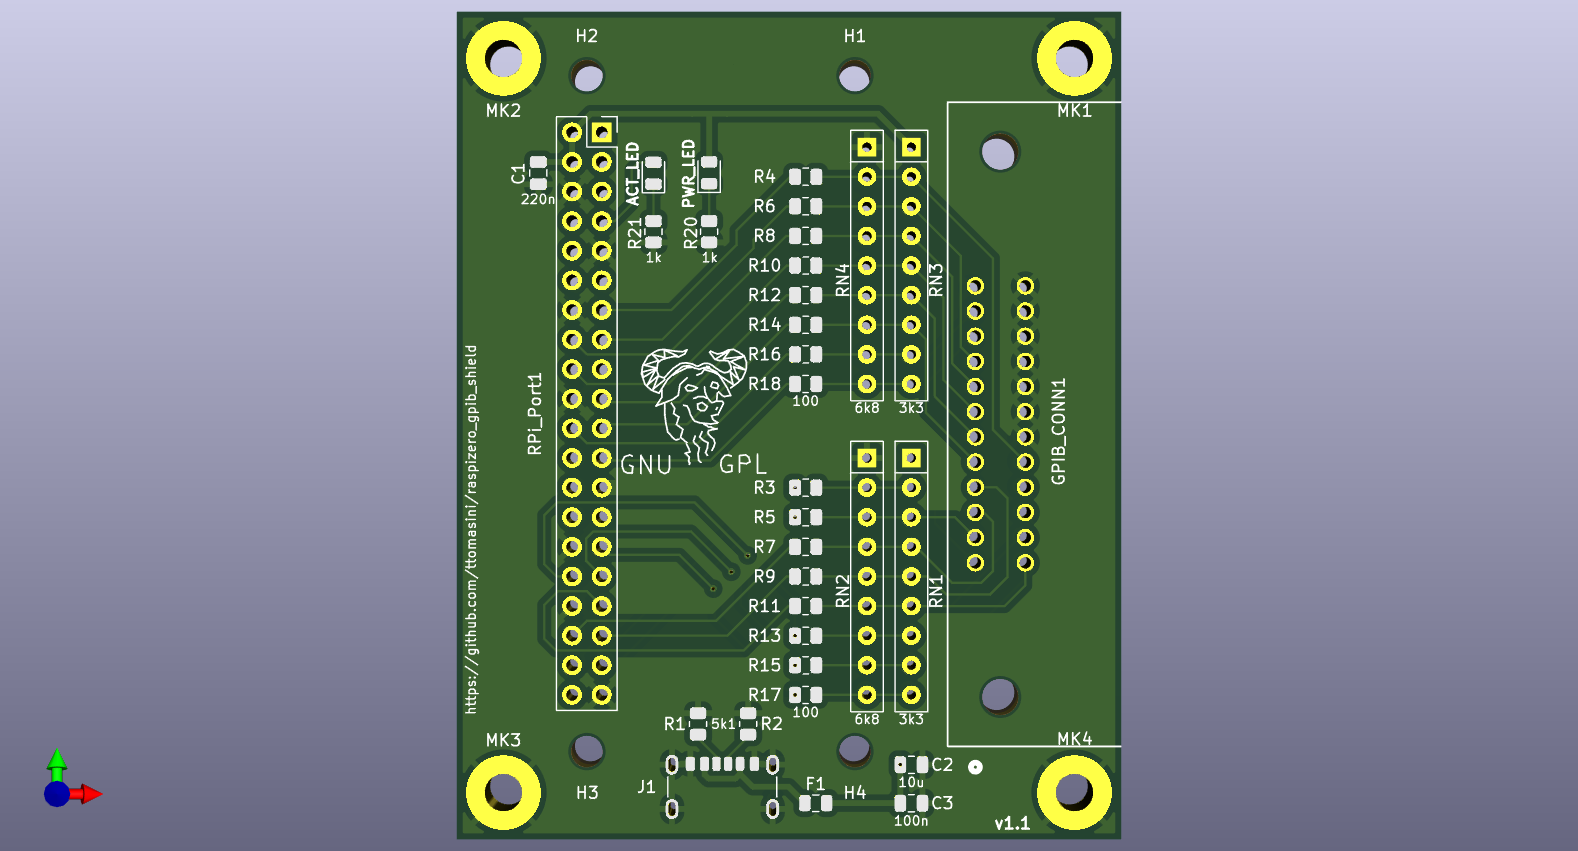 H2
H1
MK2
MK1
C1
220n
ACT_LED
PWR_LED
R21
1k
R20
1k
R4
R6
R8
R10
R12
R14
R16
R18
100
RN4
6k8
RN3
3k3
RPi_Port1
https://github.com/ttomasini/raspizero_gpib_shield
GNU GPL
GPIB_CONN1
R3
R5
R7
R9
R11
R13
R15
R17
100
RN2
6k8
RN1
3k3
R1 5k1 R2
MK3
MK4
J1
H3
F1
H4
C2
10u
C3
100n
v1.1